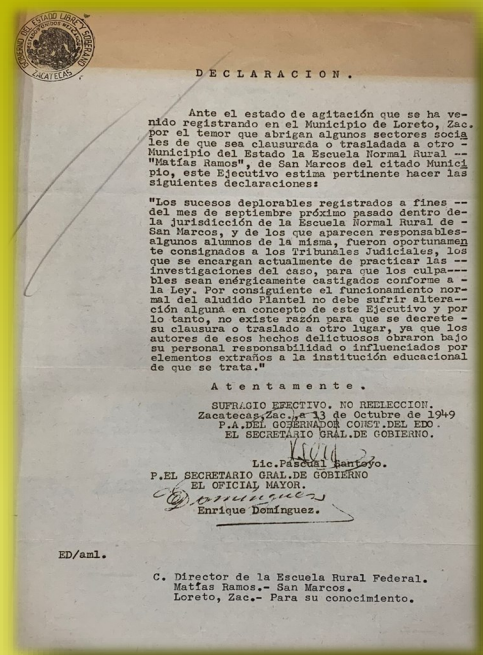 GOBIERNO DEL ESTADO LIBRE Y SOBERANO
ESTADOS UNIDOS MEXICANOS
ZACATECAS
D E C L A R A C I O N .
Ante el estado de agitación que se ha ve-
nido registrando en el Municipio de Loreto, Zac.
por el temor que abrigan algunos sectores socia
les de que sea clausurada o trasladada a otro -
Municipio del Estado la Escuela Normal Rural --
"Matías Ramos", de San Marcos del citado Munici
pio, este Ejecutivo estima pertinente hacer las
siguientes declaraciones:
"Los sucesos deplorables registrados a fines --
del mes de septiembre próximo pasado dentro de-
la jurisdicción de la Escuela Normal Rural de -
San Marcos, y de los que aparecen responsables-
algunos alumnos de la misma, fueron oportunamen
te consignados a los Tribunales Judiciales, los
que se encargan actualmente de practicar las --
investigaciones del caso, para que los culpa---
bles sean enérgicamente castigados conforme a -
la Ley. Por consiguiente el funcionamiento nor-
mal del aludido Plantel no debe sufrir altera--
ción alguna en concepto de este Ejecutivo y por
lo tanto, no existe razón para que se decrete -
su clausura o traslado a otro lugar, ya que los
autores de esos hechos delictuosos obraron bajo
su personal responsabilidad o influenciados por
elementos extraños a la institución educacional
de que se trata."
A t e n t a m e n t e .
SUFRAGIO EFECTIVO. NO REELECCION.
Zacatecas, Zac., a 13 de Octubre de 1949
P.A.DEL GOBERNADOR CONST.DEL EDO.
EL SECRETARIO GRAL.DE GOBIERNO.
Lic.Pascual Santoyo.
P.EL SECRETARIO GRAL.DE GOBIERNO
EL OFICIAL MAYOR.
EDominguez
Enrique Domínguez.
ED/aml.
C. Director de la Escuela Rural Federal.
Matías Ramos.- San Marcos.
Loreto, Zac.- Para su conocimiento.